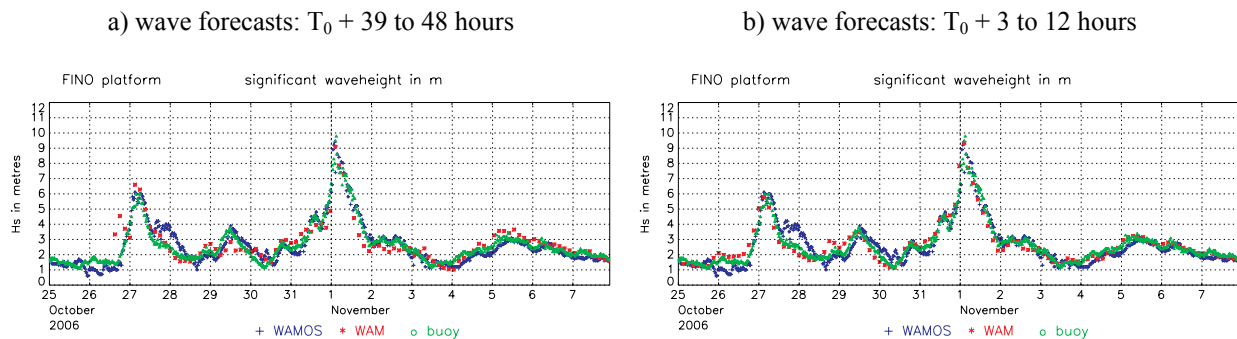 a) wave forecasts: T0 + 39 to 48 hours
FINO platform significant waveheight in m
Hs in metres
12
11
10
9
8
7
6
5
4
3
2
1
0
25 26 27 28 29 30 31 1 2 3 4 5 6 7
October November
2006
+ WAMOS * WAM o buoy
b) wave forecasts: T0 + 3 to 12 hours
FINO platform significant waveheight in m
Hs in metres
12
11
10
9
8
7
6
5
4
3
2
1
0
25 26 27 28 29 30 31 1 2 3 4 5 6 7
October November
2006
+ WAMOS * WAM o buoy